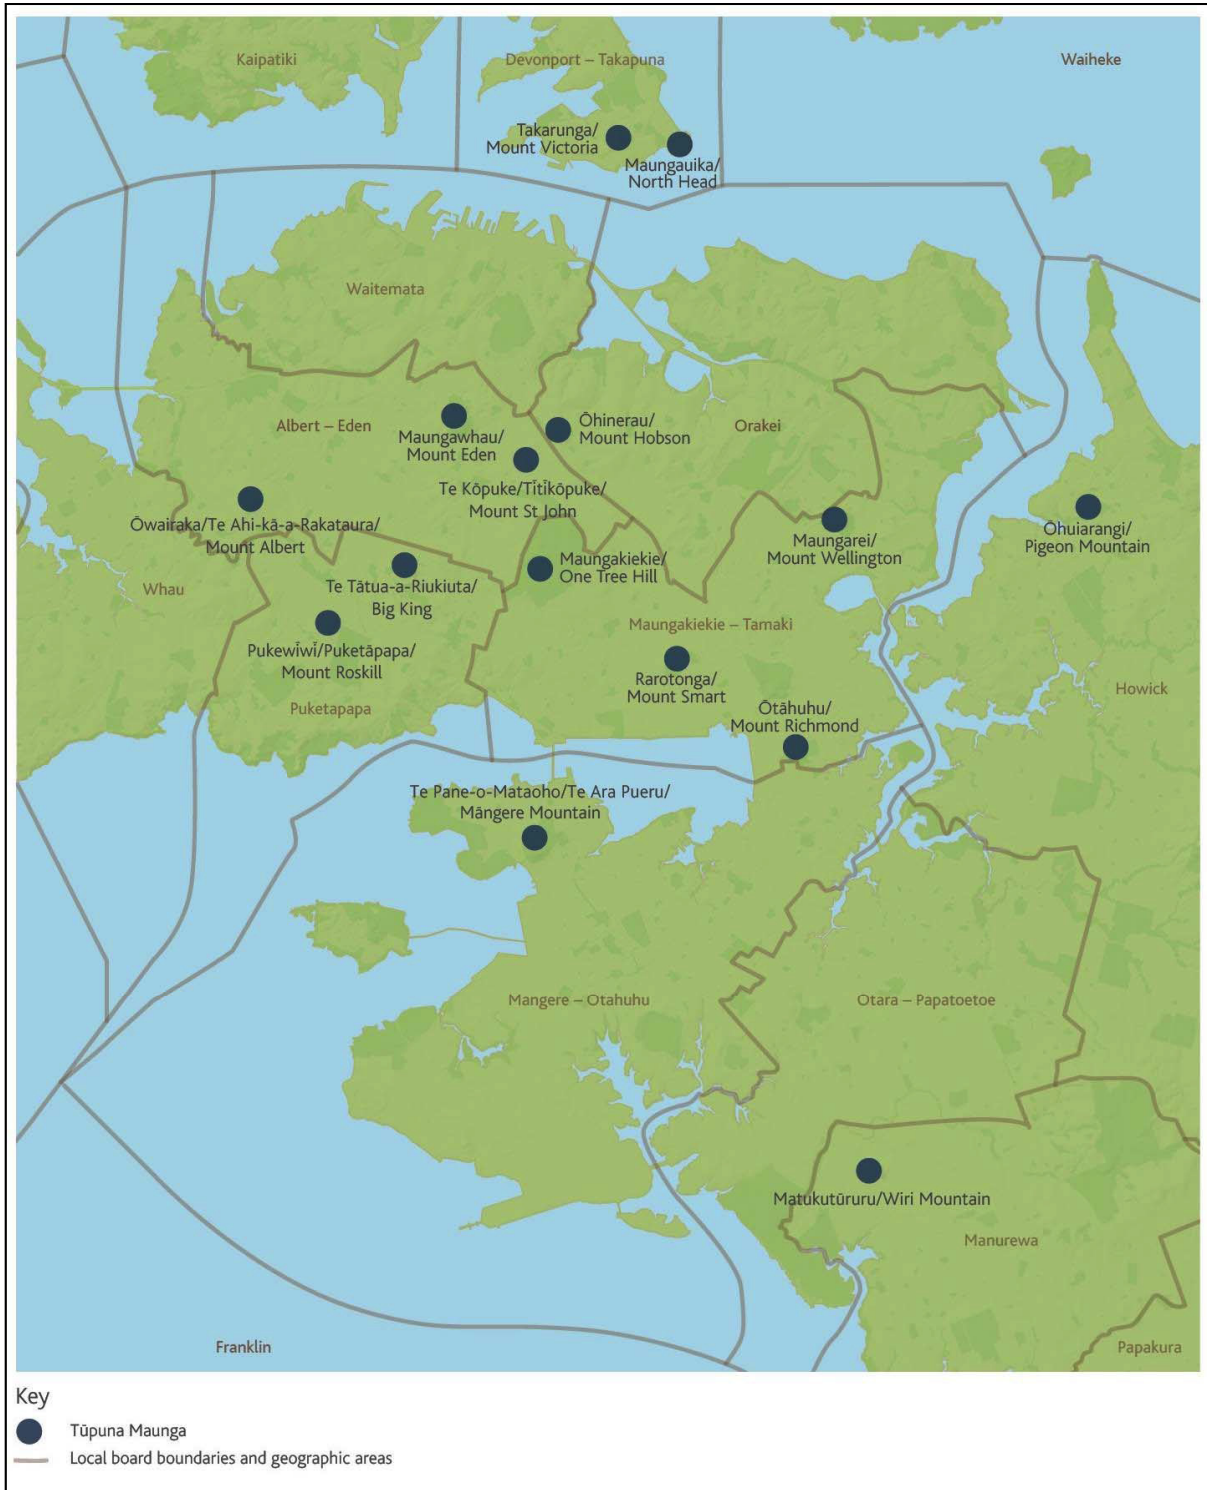 Kaipatiki
Devonport – Takapuna
Waiheke
Takarunga/
Mount Victoria
Maungauika/
North Head
Waitemata
Albert – Eden
Maungawhau/
Mount Eden
Ōhinerau/
Mount Hobson
Orakei
Te Kōpuke/Tītīkōpuke/
Mount St John
Ōwairaka/Te Ahi-kā-a-Rakataura/
Mount Albert
Maungarei/
Mount Wellington
Ōhuiarangi/
Pigeon Mountain
Maungakiekie/
One Tree Hill
Whau
Te Tātua-a-Riukiuta/
Big King
Maungakiekie – Tamaki
Pukewīwī/Puketāpapa/
Mount Roskill
Rarotonga/
Mount Smart
Howick
Puketapapa
Ōtāhuhu/
Mount Richmond
Te Pane-o-Mataoho/Te Ara Pueru/
Māngere Mountain
Mangere – Otahuhu
Otara – Papatoetoe
Matukutūruru/Wiri Mountain
Manurewa
Franklin
Papakura
Key
Tūpuna Maunga
Local board boundaries and geographic areas